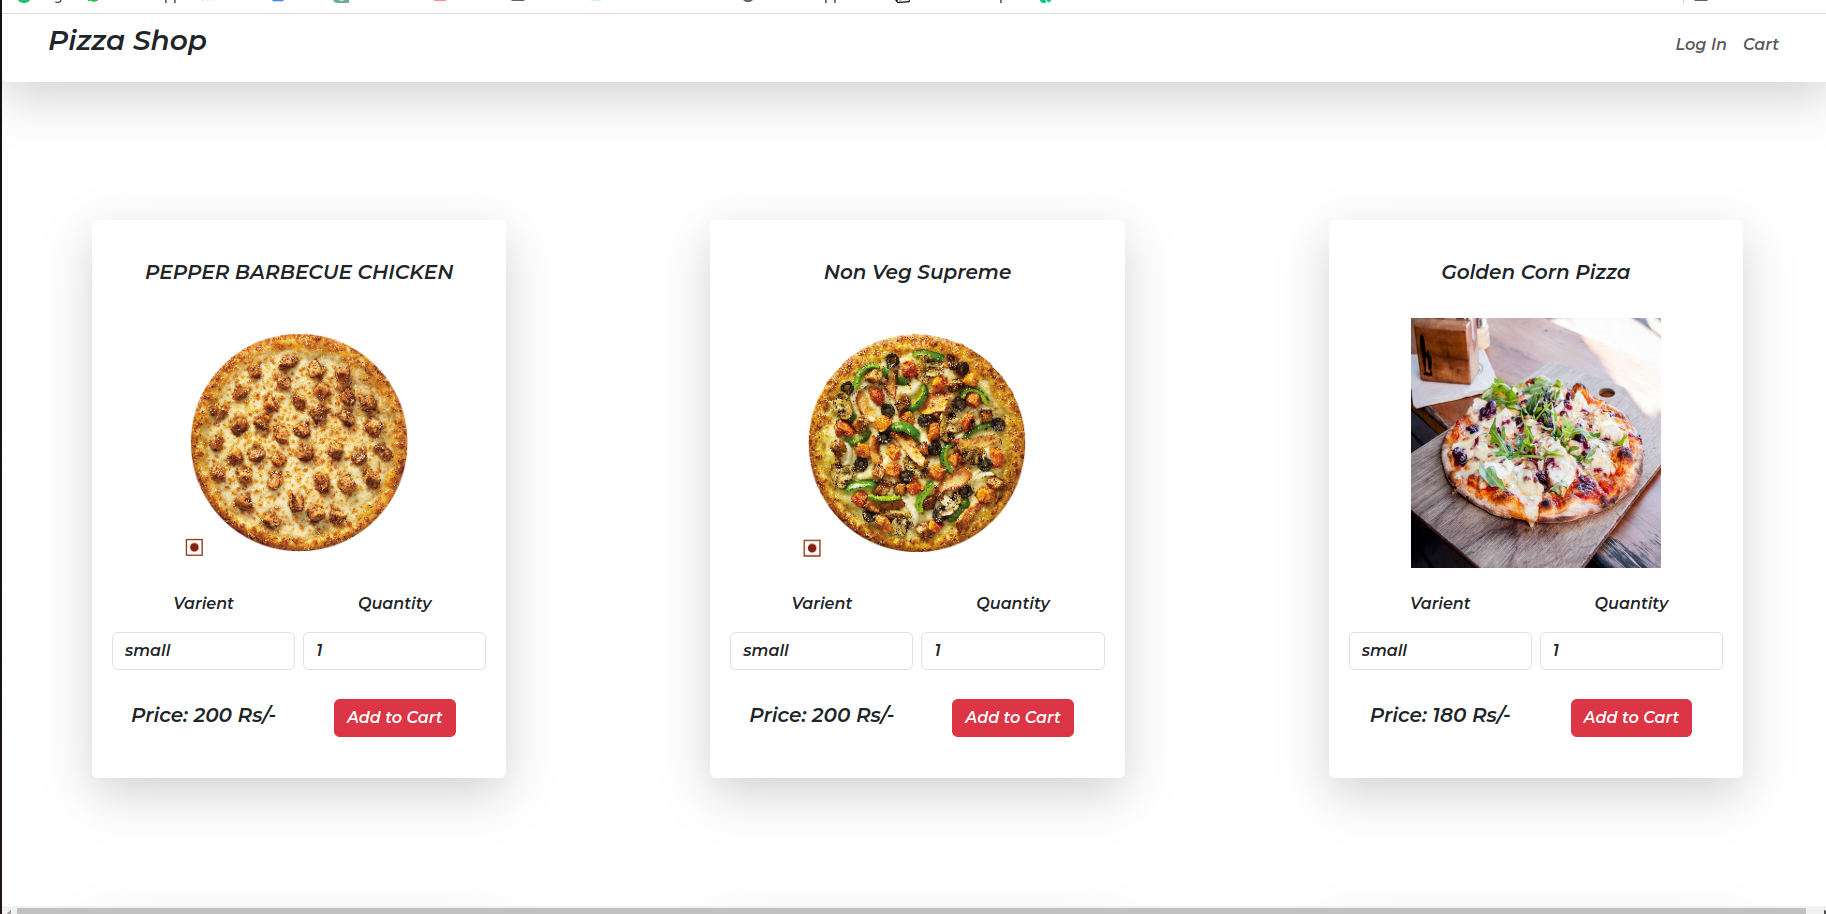 Pizza Shop
Log In Cart
PEPPER BARBECUE CHICKEN
Non Veg Supreme
Golden Corn Pizza
Varient Quantity
small 1
Price: 200 Rs/- Add to Cart
Varient Quantity
small 1
Price: 200 Rs/- Add to Cart
Varient Quantity
small 1
Price: 180 Rs/- Add to Cart